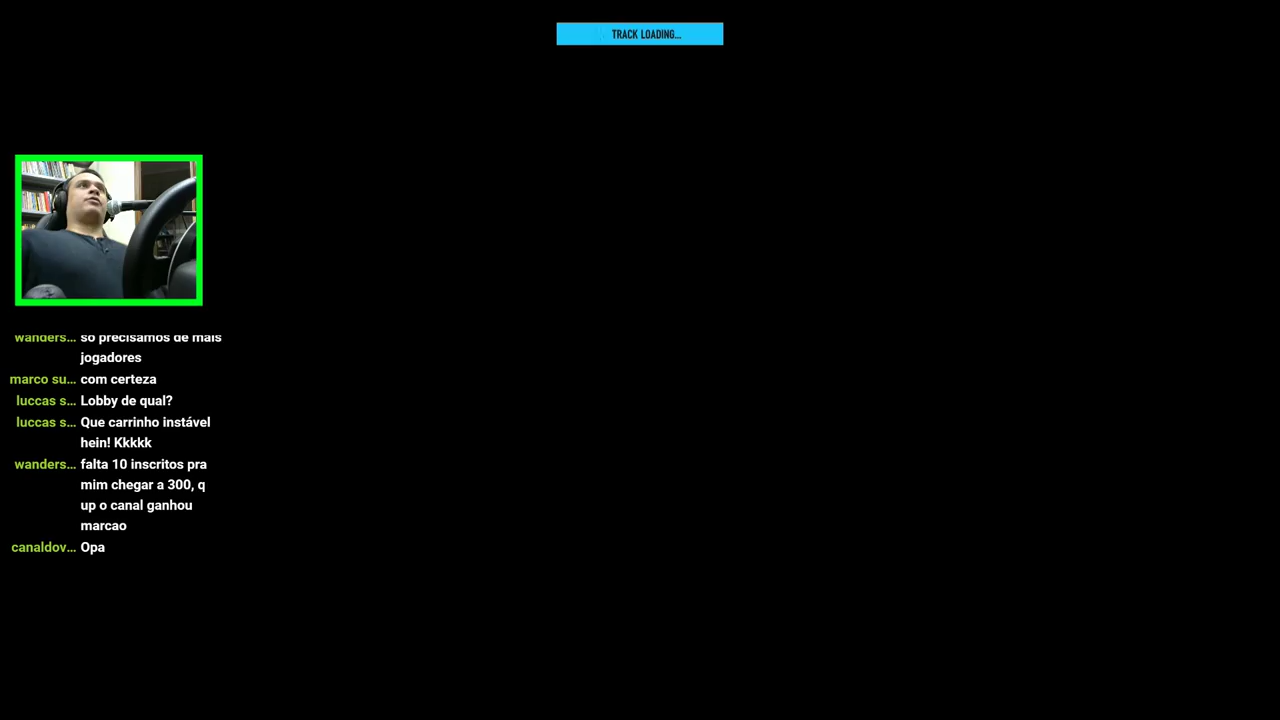 TRACK LOADING...
wanders... so precisamos de mais
jogadores
marco su... com certeza
luccas s... Lobby de qual?
luccas s... Que carrinho instável
hein! Kkkkk
wanders... falta 10 inscritos pra
mim chegar a 300, q
up o canal ganhou
marcao
canaldov... Opa